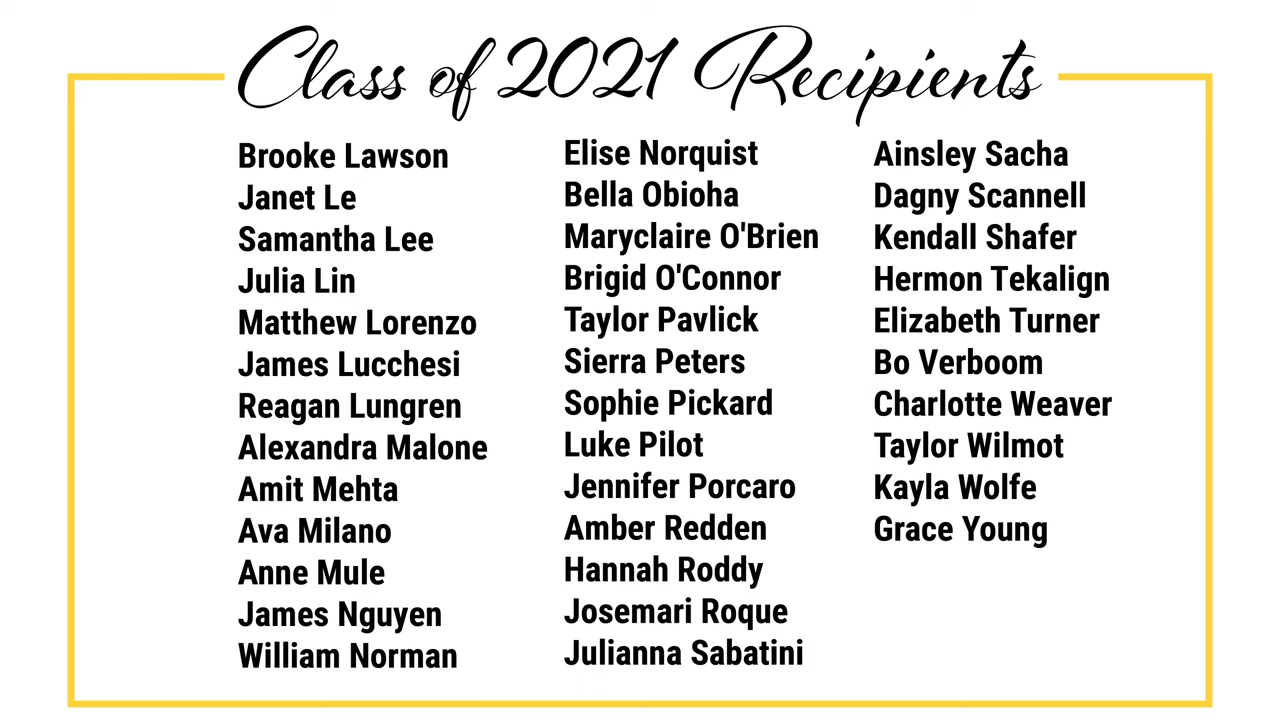 Class of 2021 Recipients
Brooke Lawson
Janet Le
Samantha Lee
Julia Lin
Matthew Lorenzo
James Lucchesi
Reagan Lungren
Alexandra Malone
Amit Mehta
Ava Milano
Anne Mule
James Nguyen
William Norman
Elise Norquist
Bella Obioha
Maryclaire O'Brien
Brigid O'Connor
Taylor Pavlick
Sierra Peters
Sophie Pickard
Luke Pilot
Jennifer Porcaro
Amber Redden
Hannah Roddy
Josemari Roque
Julianna Sabatini
Ainsley Sacha
Dagny Scannell
Kendall Shafer
Hermon Tekalign
Elizabeth Turner
Bo Verboom
Charlotte Weaver
Taylor Wilmot
Kayla Wolfe
Grace Young